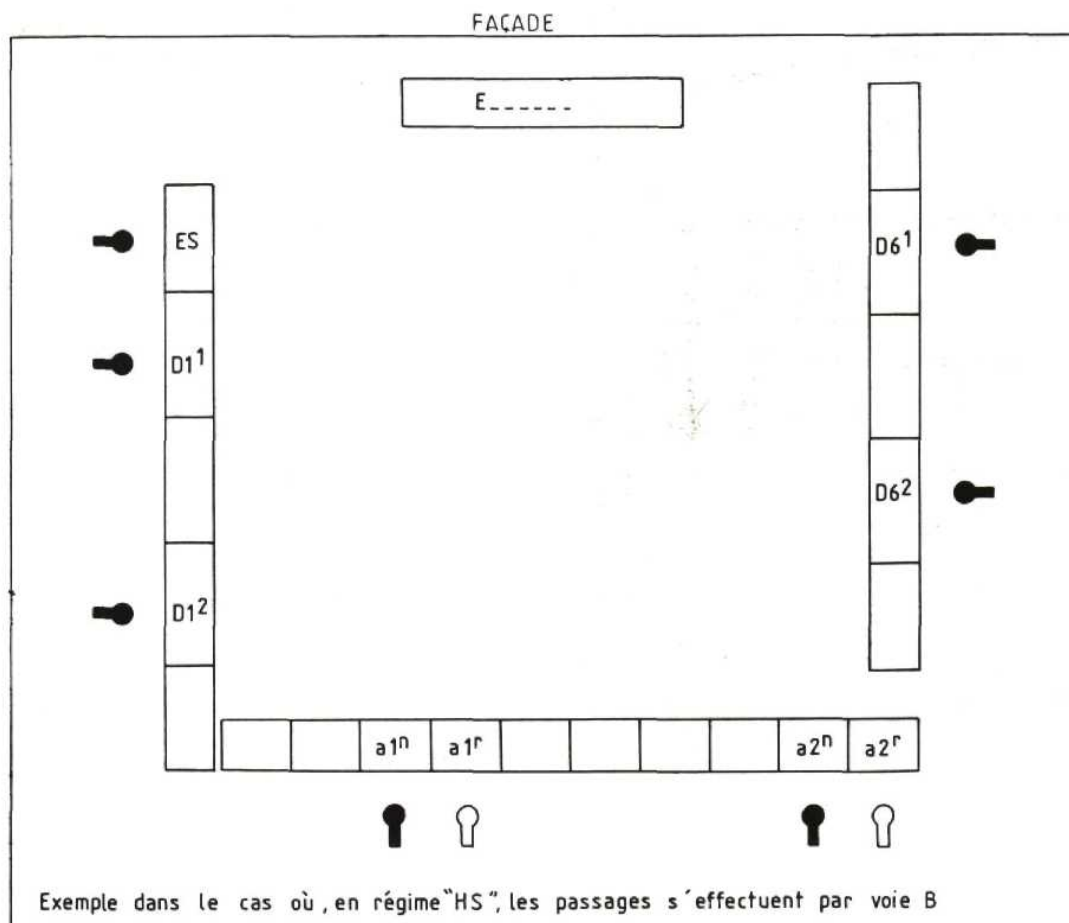 FAÇADE
E______
ES
D1¹
D1²
D6¹
D6²
a1ⁿ
a1ʳ
a2ⁿ
a2ʳ
Exemple dans le cas où, en régime "HS", les passages s'effectuent par voie B